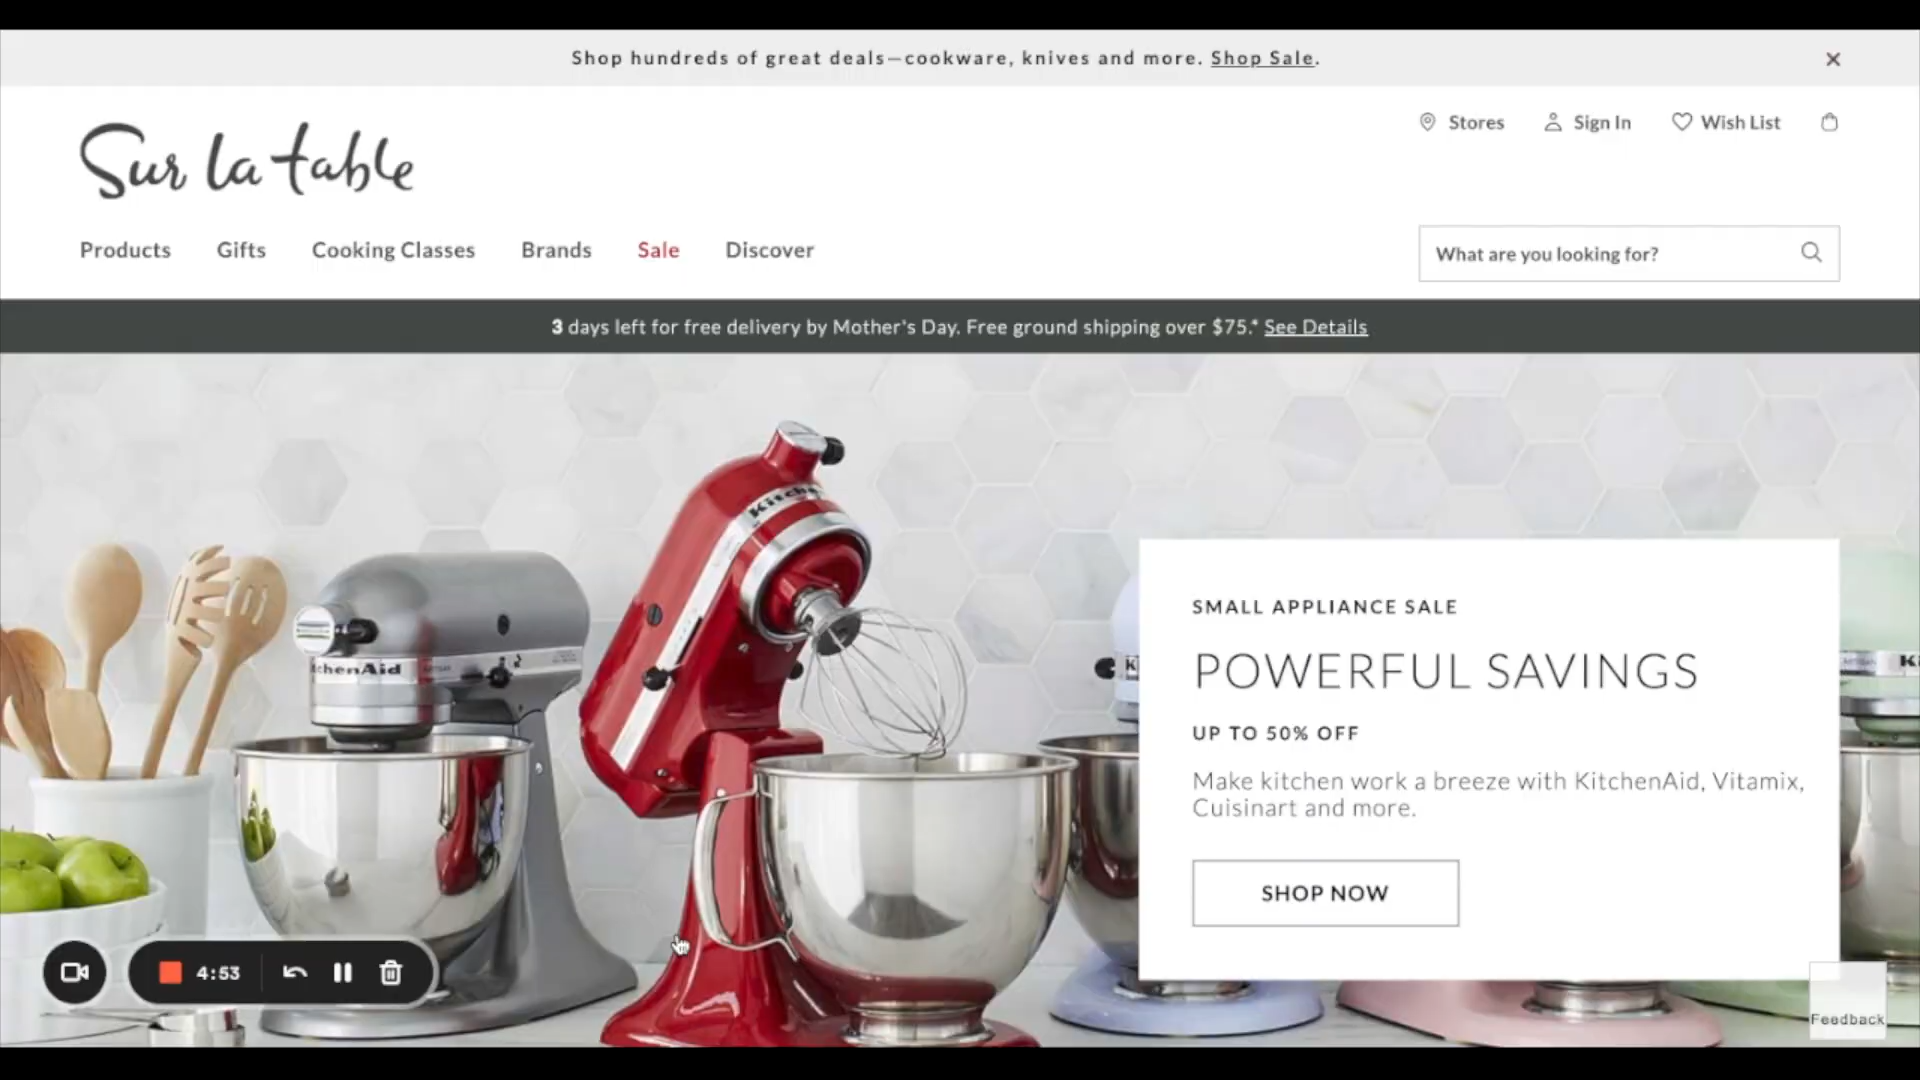 Shop hundreds of great deals—cookware, knives and more. Shop Sale.
Sur la table
Stores
Sign In
Wish List
Products
Gifts
Cooking Classes
Brands
Sale
Discover
What are you looking for?
3 days left for free delivery by Mother's Day. Free ground shipping over $75.* See Details
Kitche
chenAid
K
KI
SMALL APPLIANCE SALE
POWERFUL SAVINGS
UP TO 50% OFF
Make kitchen work a breeze with KitchenAid, Vitamix,
Cuisinart and more.
SHOP NOW
4:53
Feedback